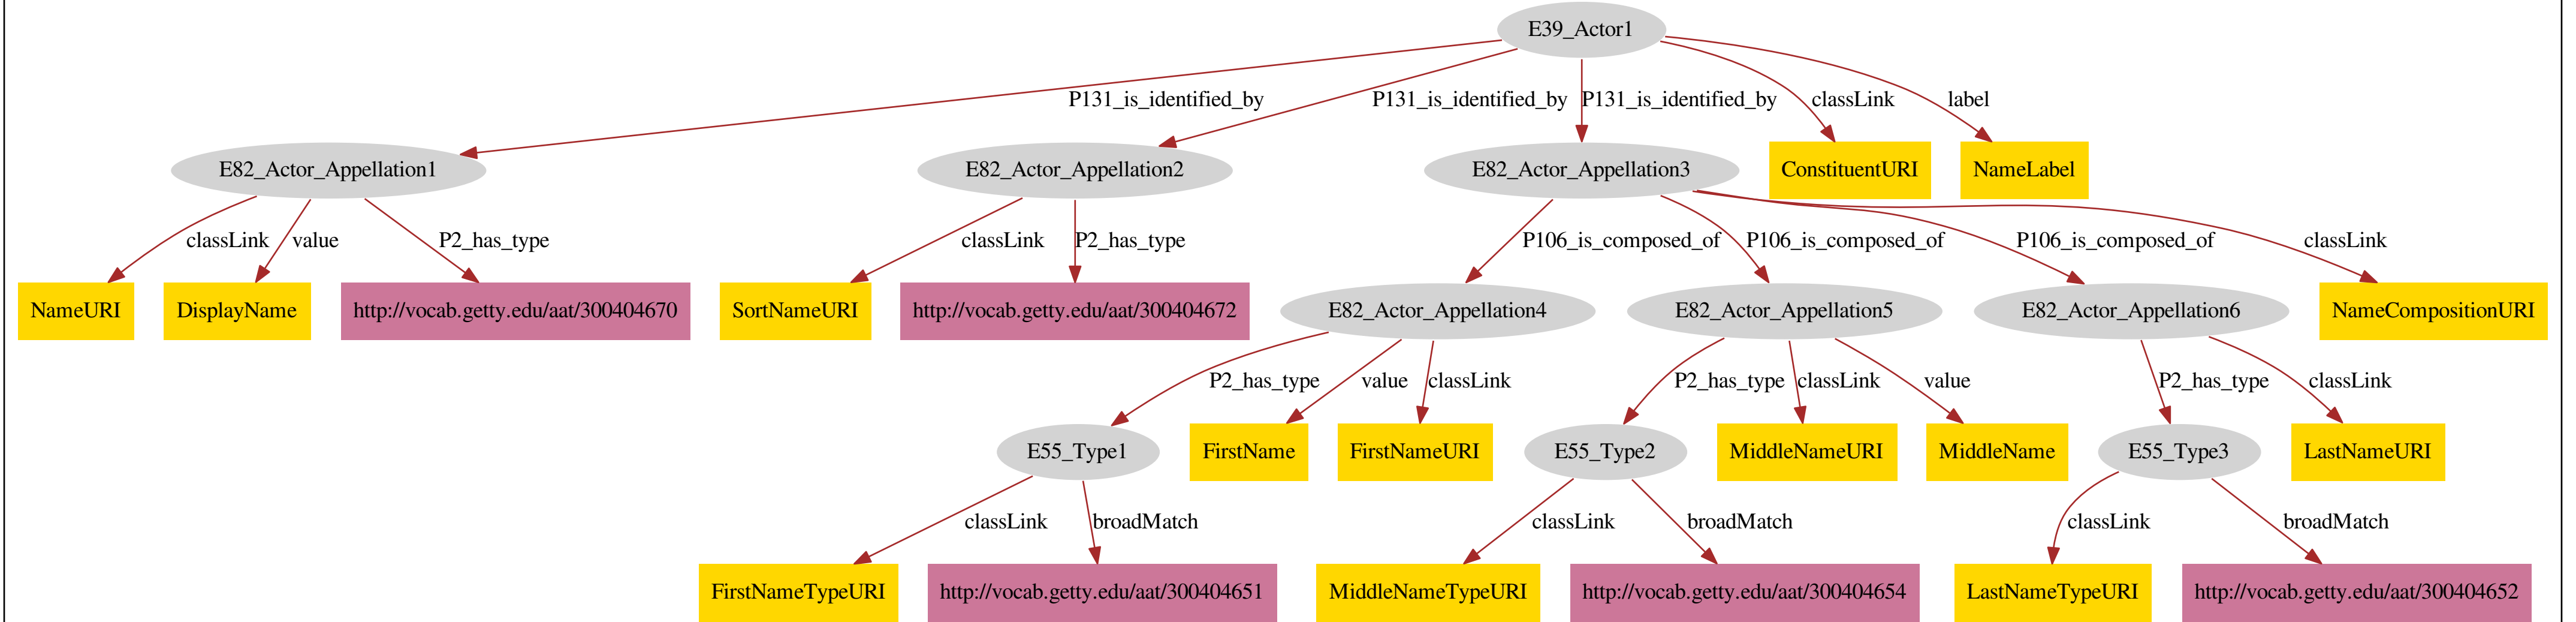 E39_Actor1
P131_is_identified_by
P131_is_identified_by
P131_is_identified_by
classLink
label
E82_Actor_Appellation1
E82_Actor_Appellation2
E82_Actor_Appellation3
ConstituentURI
NameLabel
classLink
value
P2_has_type
classLink
P2_has_type
P106_is_composed_of
P106_is_composed_of
P106_is_composed_of
classLink
NameURI
DisplayName
http://vocab.getty.edu/aat/300404670
SortNameURI
http://vocab.getty.edu/aat/300404672
E82_Actor_Appellation4
E82_Actor_Appellation5
E82_Actor_Appellation6
NameCompositionURI
P2_has_type
value
classLink
P2_has_type
classLink
value
P2_has_type
classLink
E55_Type1
FirstName
FirstNameURI
E55_Type2
MiddleNameURI
MiddleName
E55_Type3
LastNameURI
classLink
broadMatch
classLink
broadMatch
classLink
broadMatch
FirstNameTypeURI
http://vocab.getty.edu/aat/300404651
MiddleNameTypeURI
http://vocab.getty.edu/aat/300404654
LastNameTypeURI
http://vocab.getty.edu/aat/300404652